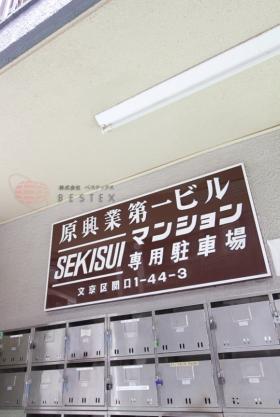 株式会社 ベステックス
BESTEX
原興業第一ビル
SEKISUI マンション
専用駐車場
文京区関口1-44-3